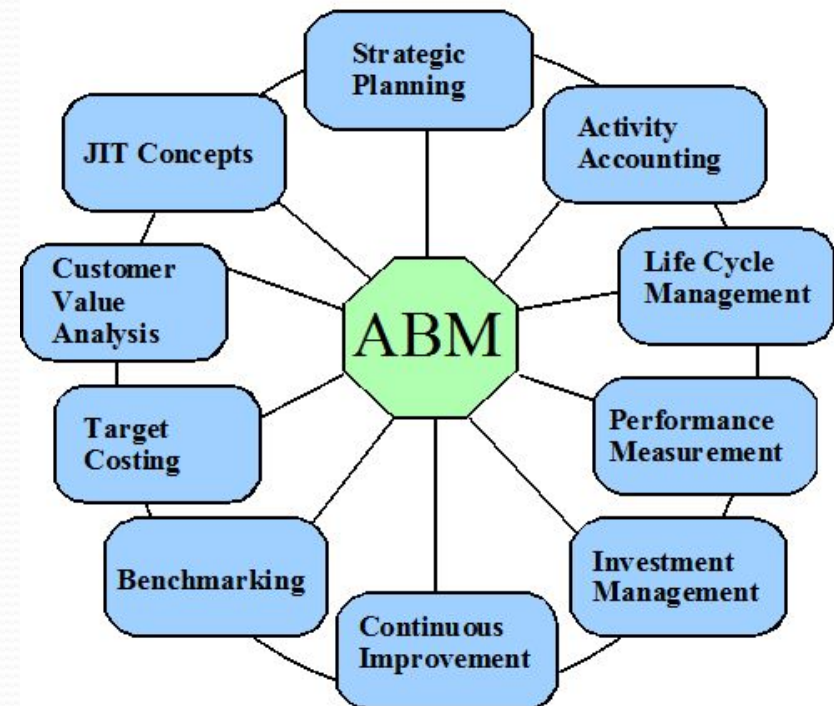 Strategic
Planning
Activity
Accounting
Life Cycle
Management
Performance
Measurement
Investment
Management
Continuous
Improvement
Benchmarking
Target
Costing
Customer
Value
Analysis
JIT Concepts
ABM